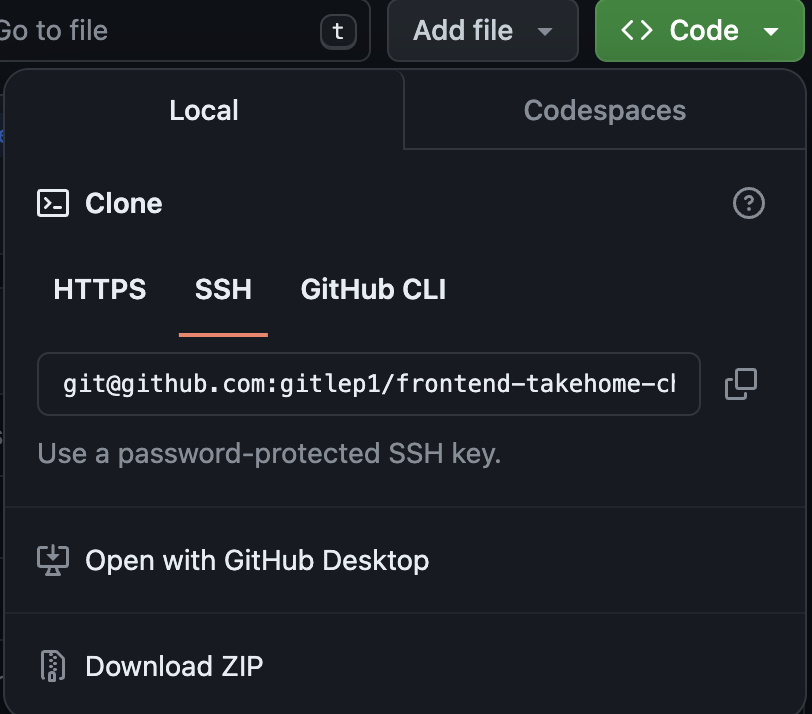 Go to file t Add file Code
Local Codespaces
Clone
HTTPS SSH GitHub CLI
git@github.com:gitlep1/frontend-takehome-ch
Use a password-protected SSH key.
Open with GitHub Desktop
Download ZIP